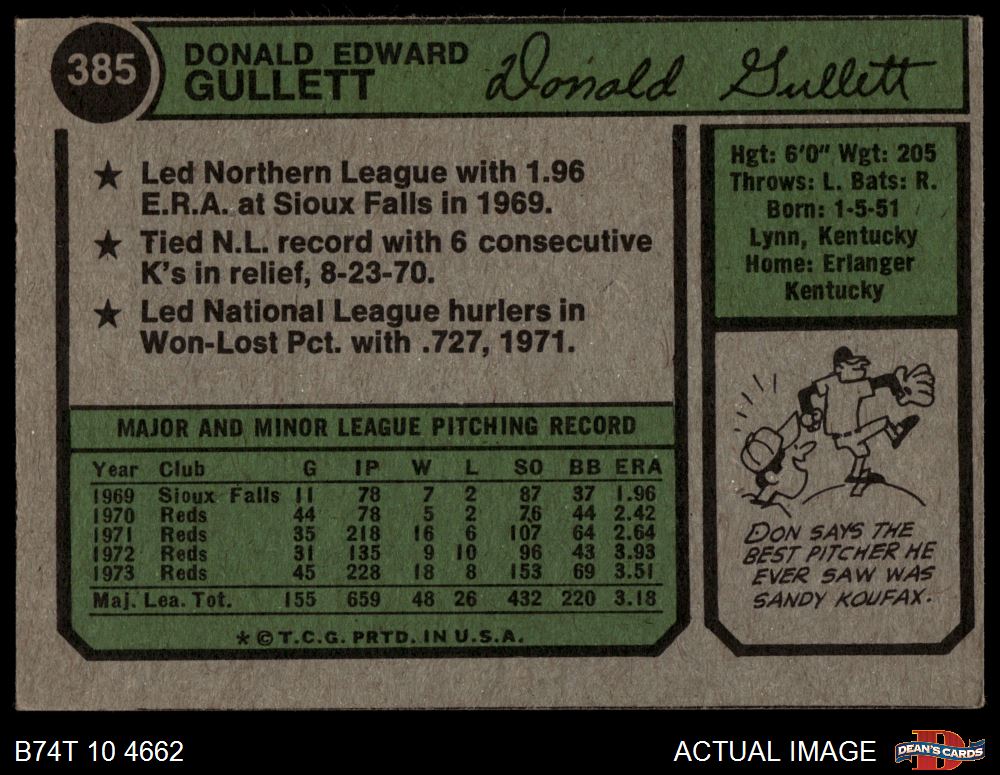 385
DONALD EDWARD
GULLETT
Donald Gullett
★ Led Northern League with 1.96
E.R.A. at Sioux Falls in 1969.
★ Tied N.L. record with 6 consecutive
K's in relief, 8-23-70.
★ Led National League hurlers in
Won-Lost Pct. with .727, 1971.
Hgt: 6'0" Wgt: 205
Throws: L. Bats: R.
Born: 1-5-51
Lynn, Kentucky
Home: Erlanger
Kentucky
MAJOR AND MINOR LEAGUE PITCHING RECORD
Year Club G IP W L SO BB ERA
1969 Sioux Falls 11 78 7 2 87 37 1.96
1970 Reds 44 78 5 2 76 44 2.42
1971 Reds 35 218 16 6 107 64 2.64
1972 Reds 31 135 9 10 96 43 3.93
1973 Reds 45 228 18 8 153 69 3.51
Maj. Lea. Tot. 155 659 48 26 432 220 3.18
* © T.C.G. PRTD. IN U.S.A.
DON SAYS THE
BEST PITCHER HE
EVER SAW WAS
SANDY KOUFAX.
B74T 10 4662
ACTUAL IMAGE
DEAN'S CARDS